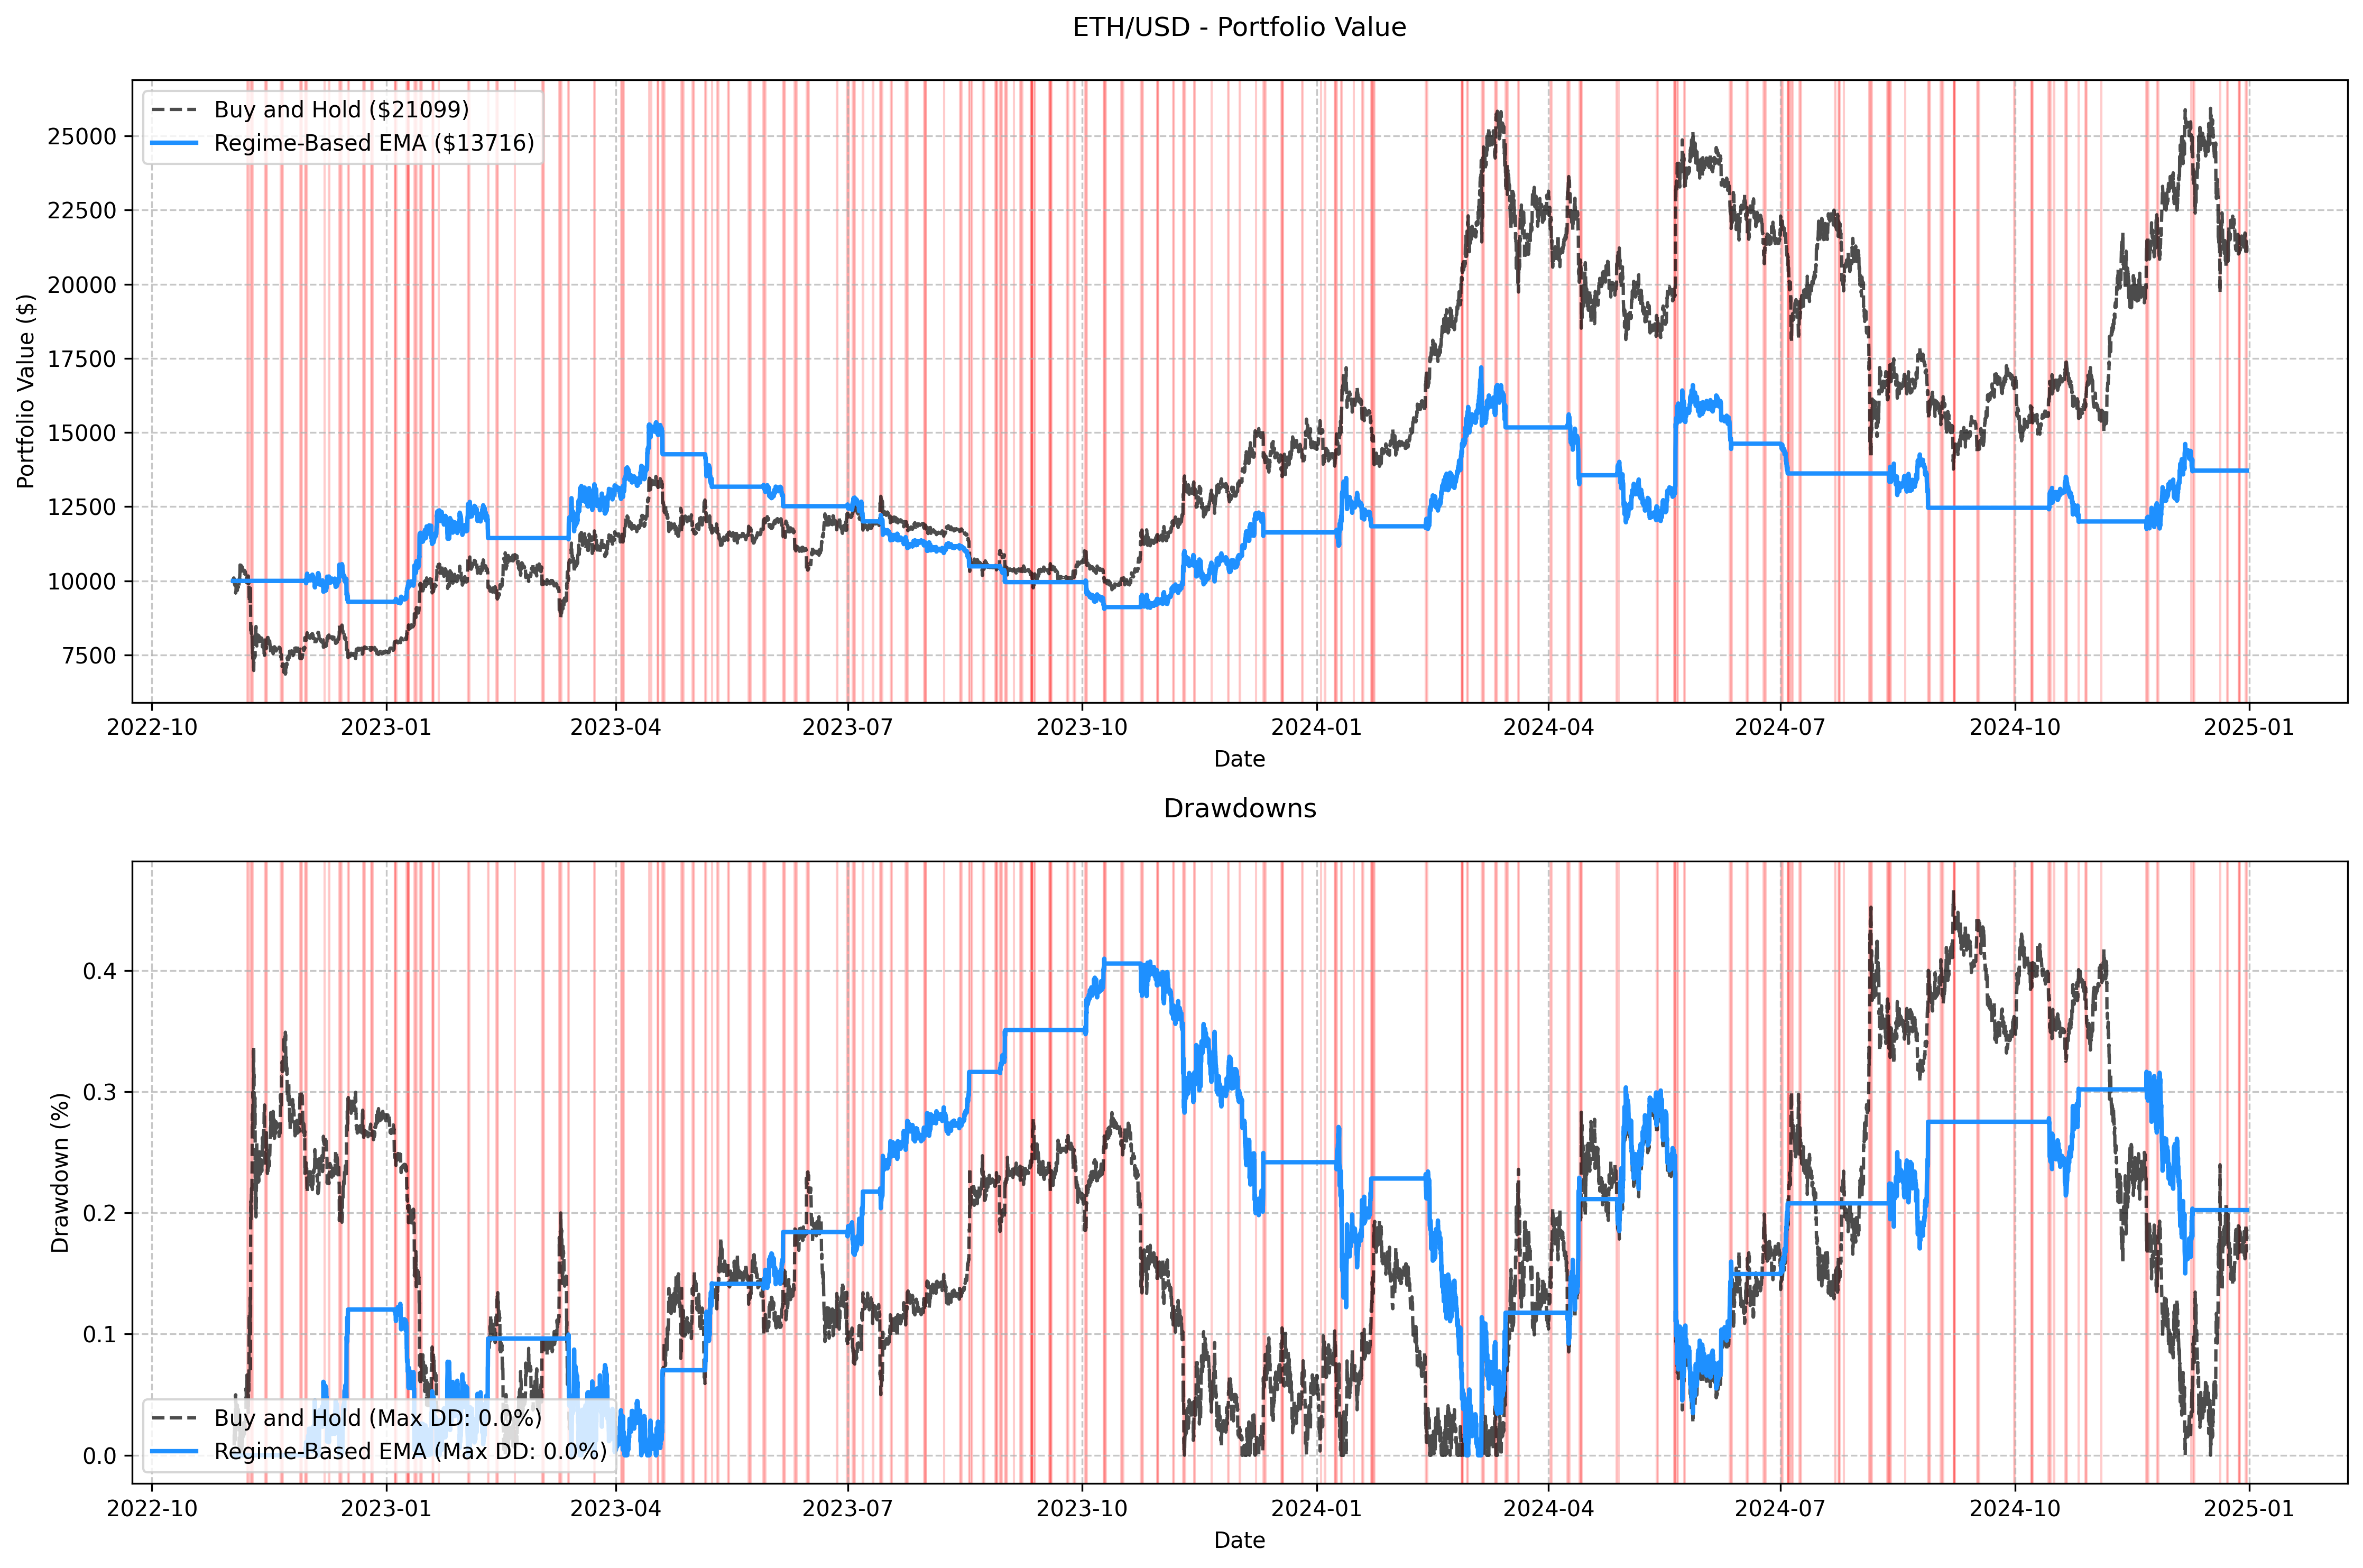 ETH/USD - Portfolio Value
Buy and Hold ($21099)
Regime-Based EMA ($13716)
Portfolio Value ($)
25000
22500
20000
17500
15000
12500
10000
7500
2022-10 2023-01 2023-04 2023-07 2023-10 2024-01 2024-04 2024-07 2024-10 2025-01
Date
Drawdowns
Drawdown (%)
0.4
0.3
0.2
0.1
0.0
Buy and Hold (Max DD: 0.0%)
Regime-Based EMA (Max DD: 0.0%)
2022-10 2023-01 2023-04 2023-07 2023-10 2024-01 2024-04 2024-07 2024-10 2025-01
Date